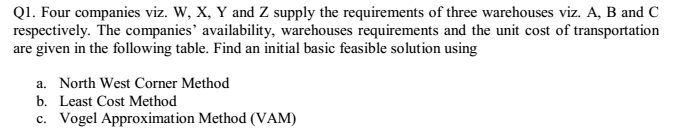 Q1. Four companies viz. W, X, Y and Z supply the requirements of three warehouses viz. A, B and C
respectively. The companies' availability, warehouses requirements and the unit cost of transportation
are given in the following table. Find an initial basic feasible solution using
a. North West Corner Method
b. Least Cost Method
c. Vogel Approximation Method (VAM)